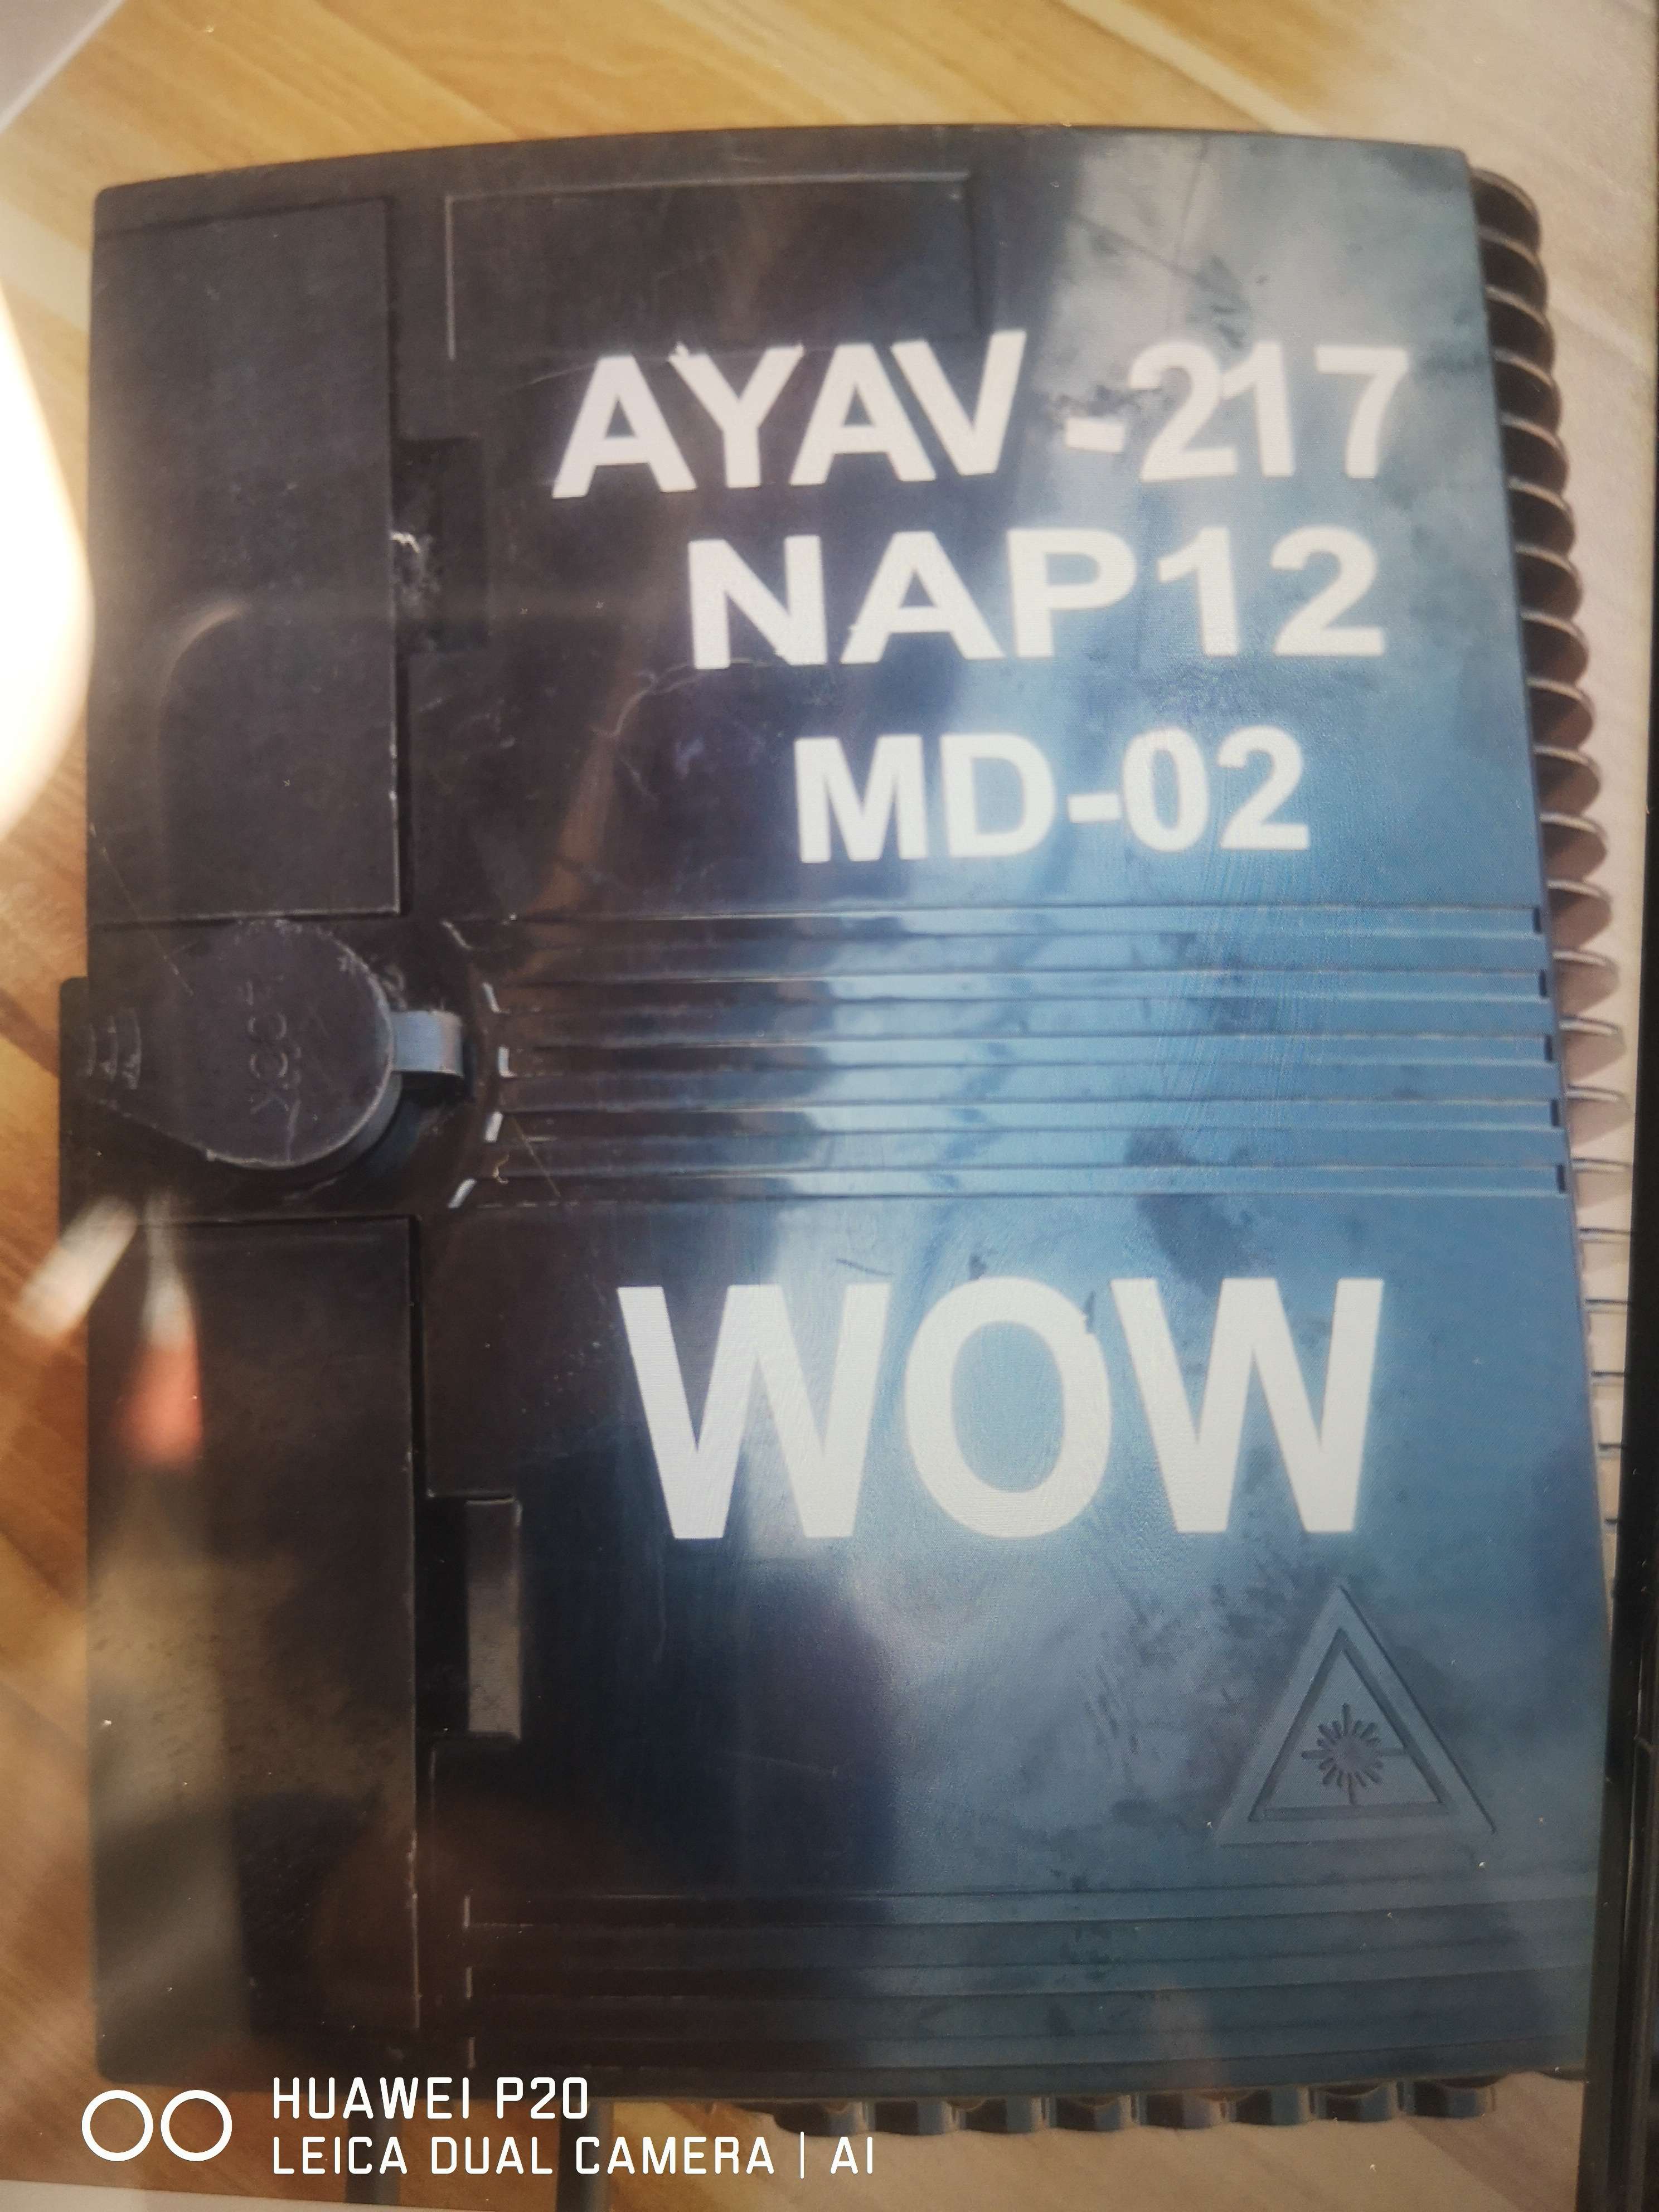 AYAV-217
NAP12
MD-02
WOW
HUAWEI P20
LEICA DUAL CAMERA | AI